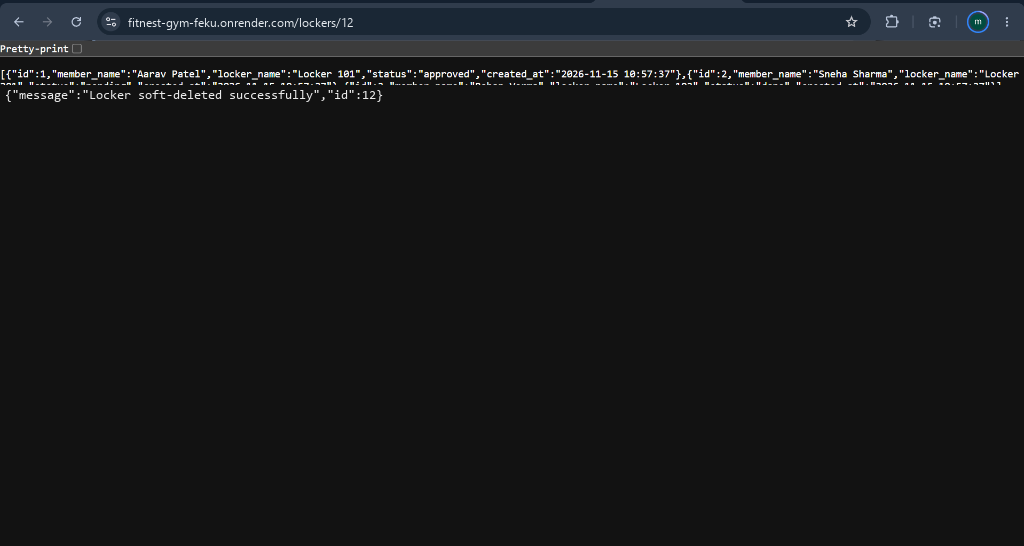 fitnest-gym-feku.onrender.com/lockers/12
m
Pretty-print
[{"id":1,"member_name":"Aarav Patel","locker_name":"Locker 101","status":"approved","created_at":"2026-11-15 10:57:37"},{"id":2,"member_name":"Sneha Sharma","locker_name":"Locker
{"message":"Locker soft-deleted successfully","id":12}